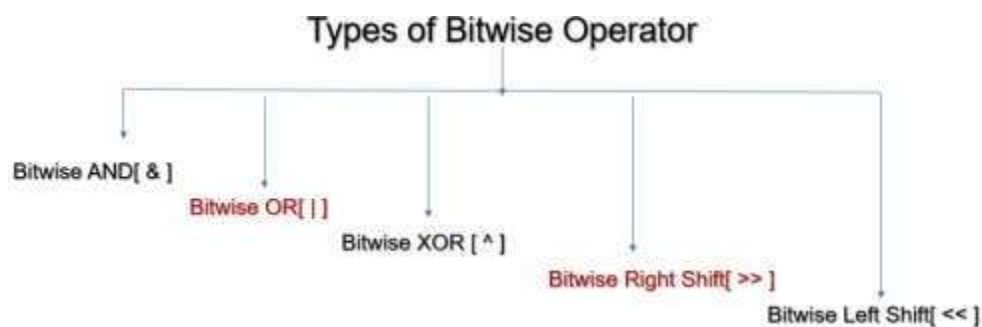 Types of Bitwise Operator
Bitwise AND[ & ]
Bitwise OR[ | ]
Bitwise XOR [ ^ ]
Bitwise Right Shift[ >> ]
Bitwise Left Shift[ << ]